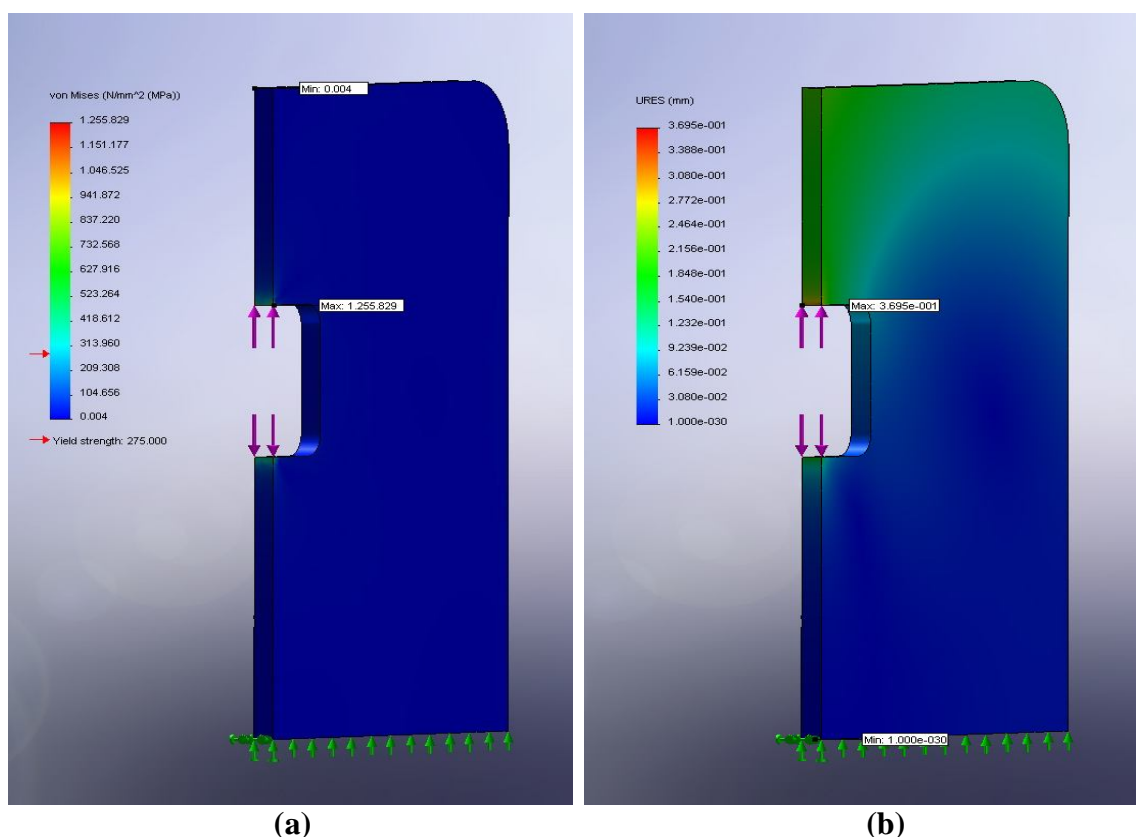 von Mises (N/mm^2 (MPa))
1.255.829
1.151.177
1.046.525
941.872
837.220
732.568
627.916
523.264
418.612
313.960
209.308
104.656
0.004
Yield strength: 275.000
Min: 0.004
Max: 1.255.829
(a)
URES (mm)
3.695e-001
3.388e-001
3.080e-001
2.772e-001
2.464e-001
2.156e-001
1.848e-001
1.540e-001
1.232e-001
9.239e-002
6.159e-002
3.080e-002
1.000e-030
Max: 3.695e-001
Min: 1.000e-030
(b)